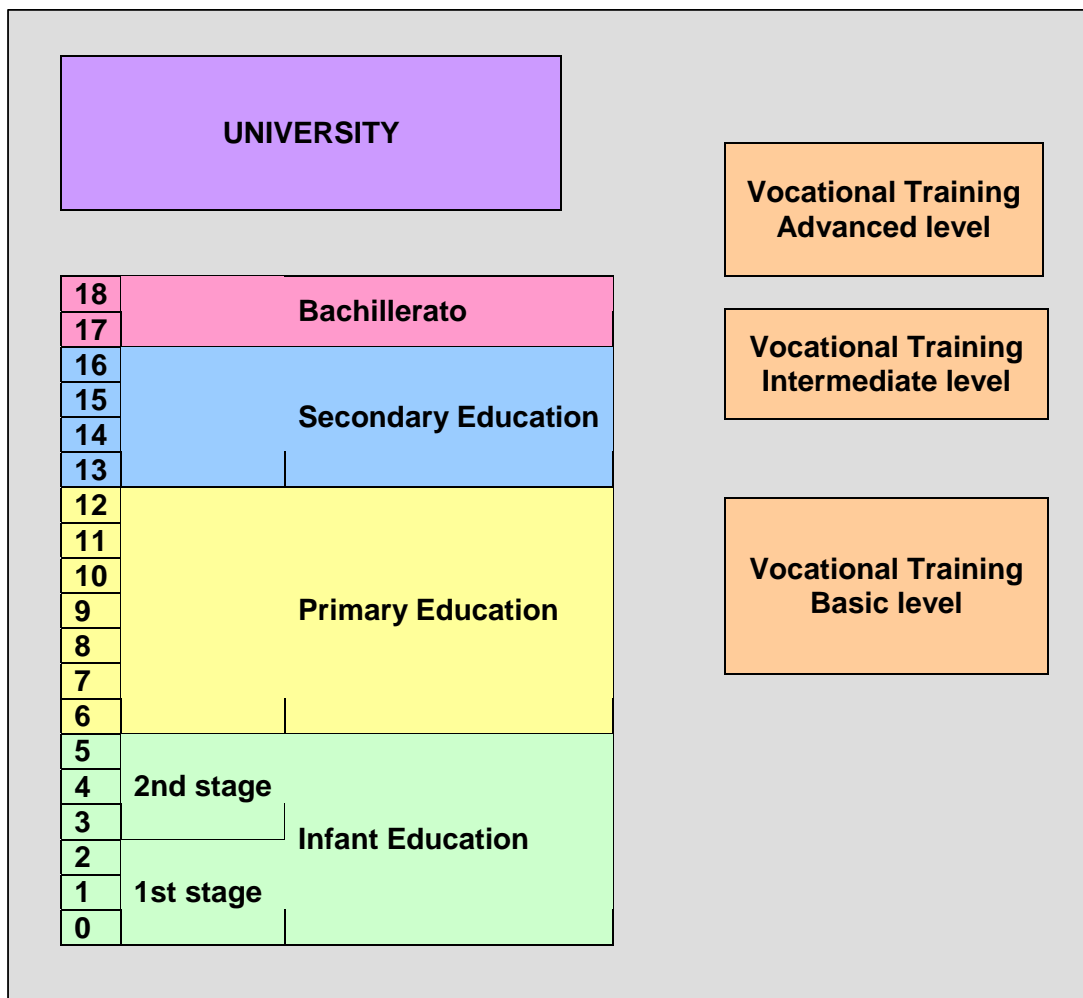 UNIVERSITY
Vocational Training
Advanced level
18
17
Bachillerato
Vocational Training
Intermediate level
16
15
14
13
Secondary Education
12
11
10
9
8
7
6
Primary Education
Vocational Training
Basic level
5
4
3
2
1
0
2nd stage
1st stage
Infant Education